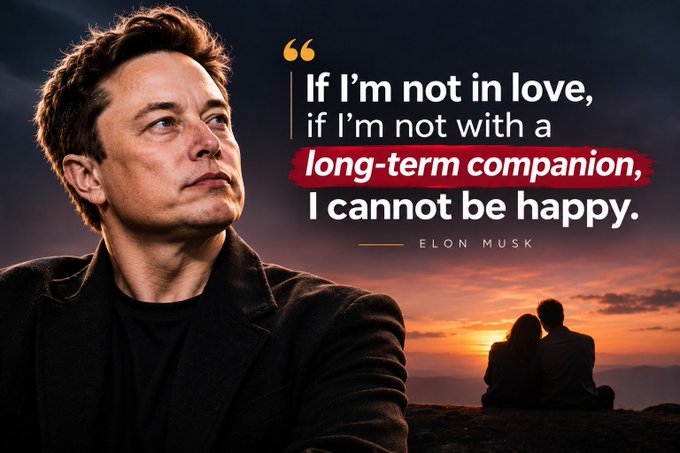 “
If I’m not in love,
if I’m not with a
long-term companion,
I cannot be happy.
ELON MUSK